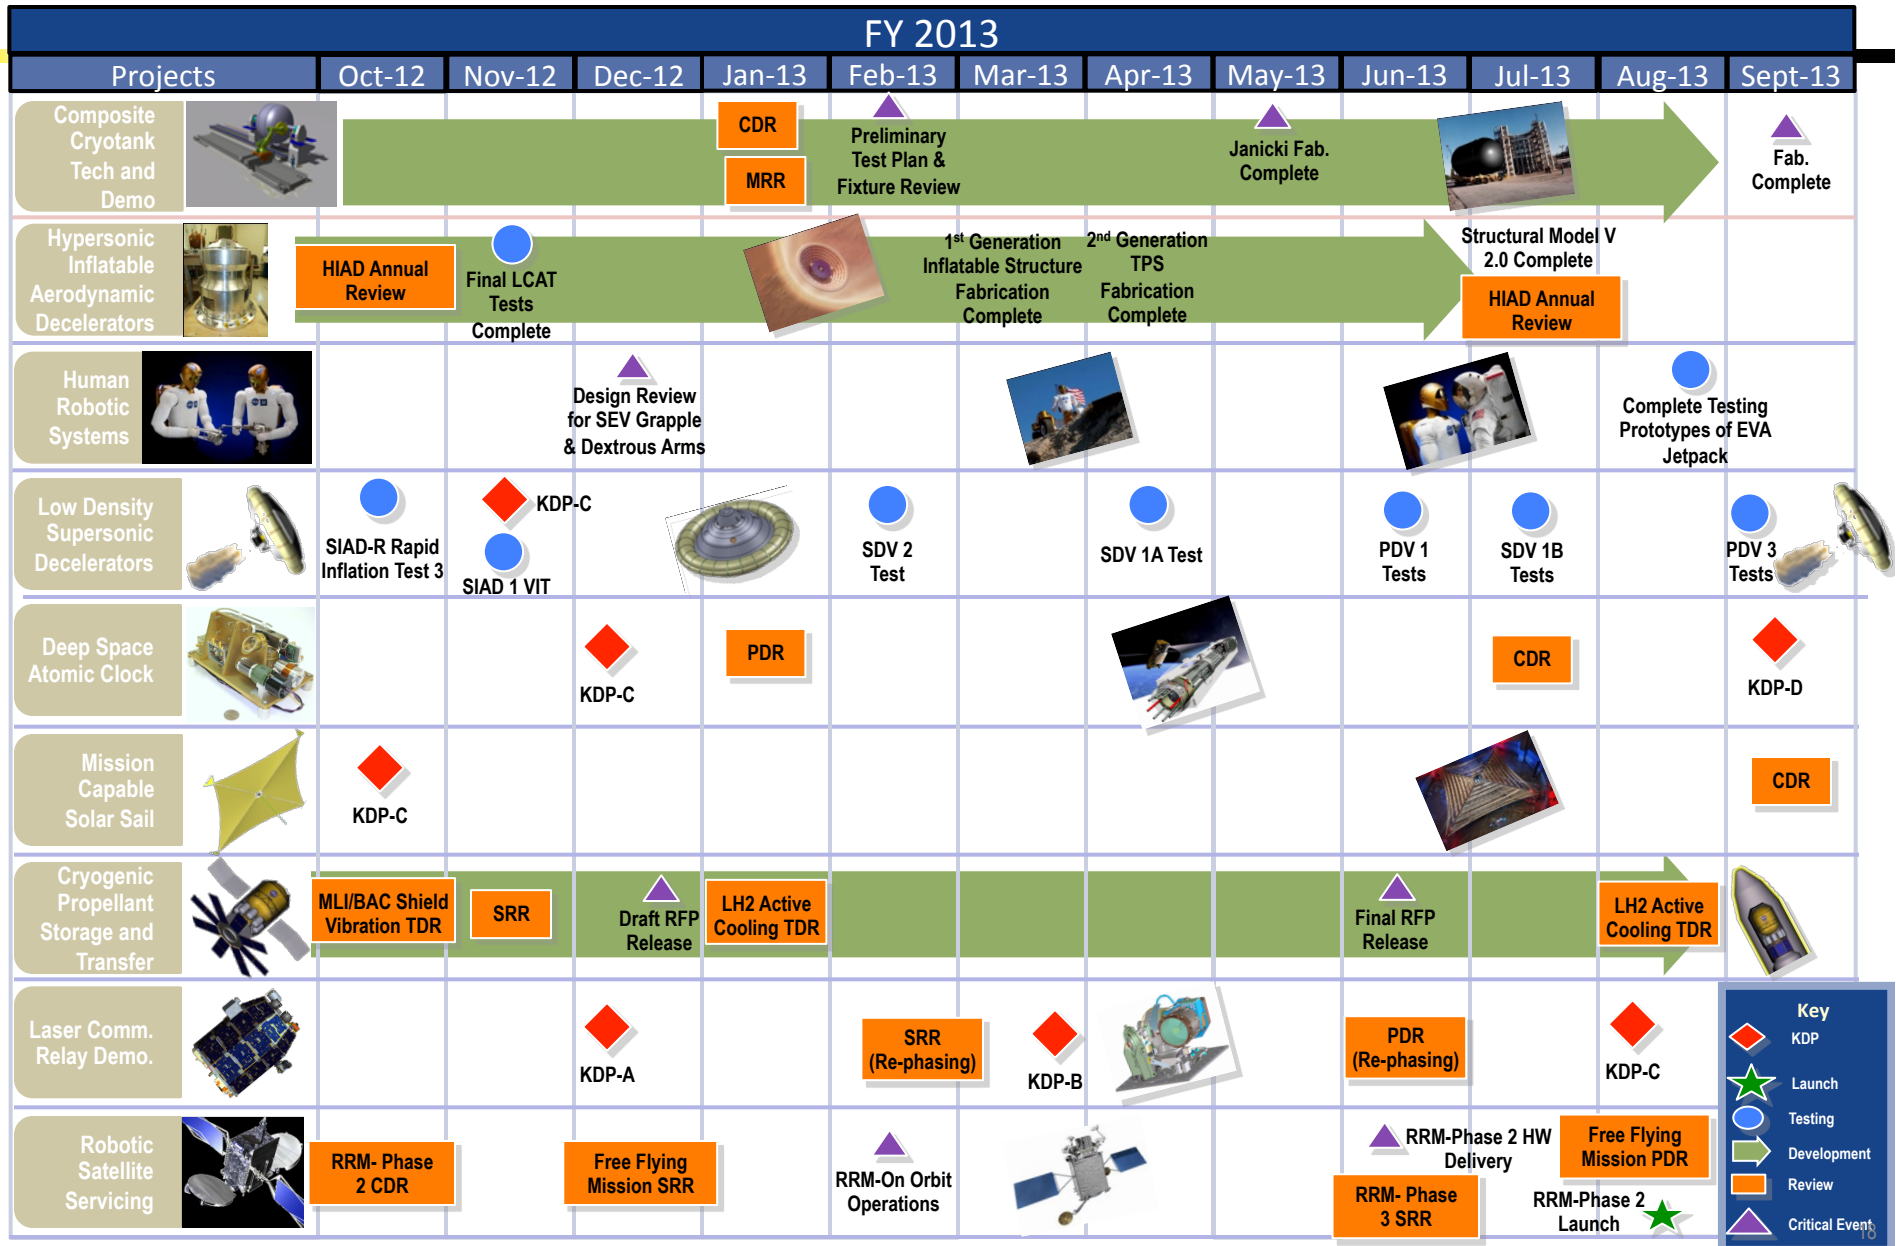 FY 2013
Projects
Oct-12
Nov-12
Dec-12
Jan-13
Feb-13
Mar-13
Apr-13
May-13
Jun-13
Jul-13
Aug-13
Sept-13
Composite
Cryotank
Tech and
Demo
CDR
MRR
Preliminary
Test Plan &
Fixture Review
Janicki Fab.
Complete
Fab.
Complete
Hypersonic
Inflatable
Aerodynamic
Decelerators
HIAD Annual
Review
Final LCAT
Tests
Complete
1st Generation
Inflatable Structure
Fabrication
Complete
2nd Generation
TPS
Fabrication
Complete
Structural Model V
2.0 Complete
HIAD Annual
Review
Human
Robotic
Systems
Design Review
for SEV Grapple
& Dextrous Arms
Complete Testing
Prototypes of EVA
Jetpack
Low Density
Supersonic
Decelerators
SIAD-R Rapid
Inflation Test 3
KDP-C
SIAD 1 VIT
SDV 2
Test
SDV 1A Test
PDV 1
Tests
SDV 1B
Tests
PDV 3
Tests
Deep Space
Atomic Clock
KDP-C
PDR
CDR
KDP-D
Mission
Capable
Solar Sail
KDP-C
CDR
Cryogenic
Propellant
Storage and
Transfer
MLI/BAC Shield
Vibration TDR
SRR
Draft RFP
Release
LH2 Active
Cooling TDR
Final RFP
Release
LH2 Active
Cooling TDR
Laser Comm.
Relay Demo.
KDP-A
SRR
(Re-phasing)
KDP-B
PDR
(Re-phasing)
KDP-C
Robotic
Satellite
Servicing
RRM- Phase
2 CDR
Free Flying
Mission SRR
RRM-On Orbit
Operations
RRM-Phase 2 HW
Delivery
RRM- Phase
3 SRR
Free Flying
Mission PDR
RRM-Phase 2
Launch
Key
KDP
Launch
Testing
Development
Review
Critical Event
18